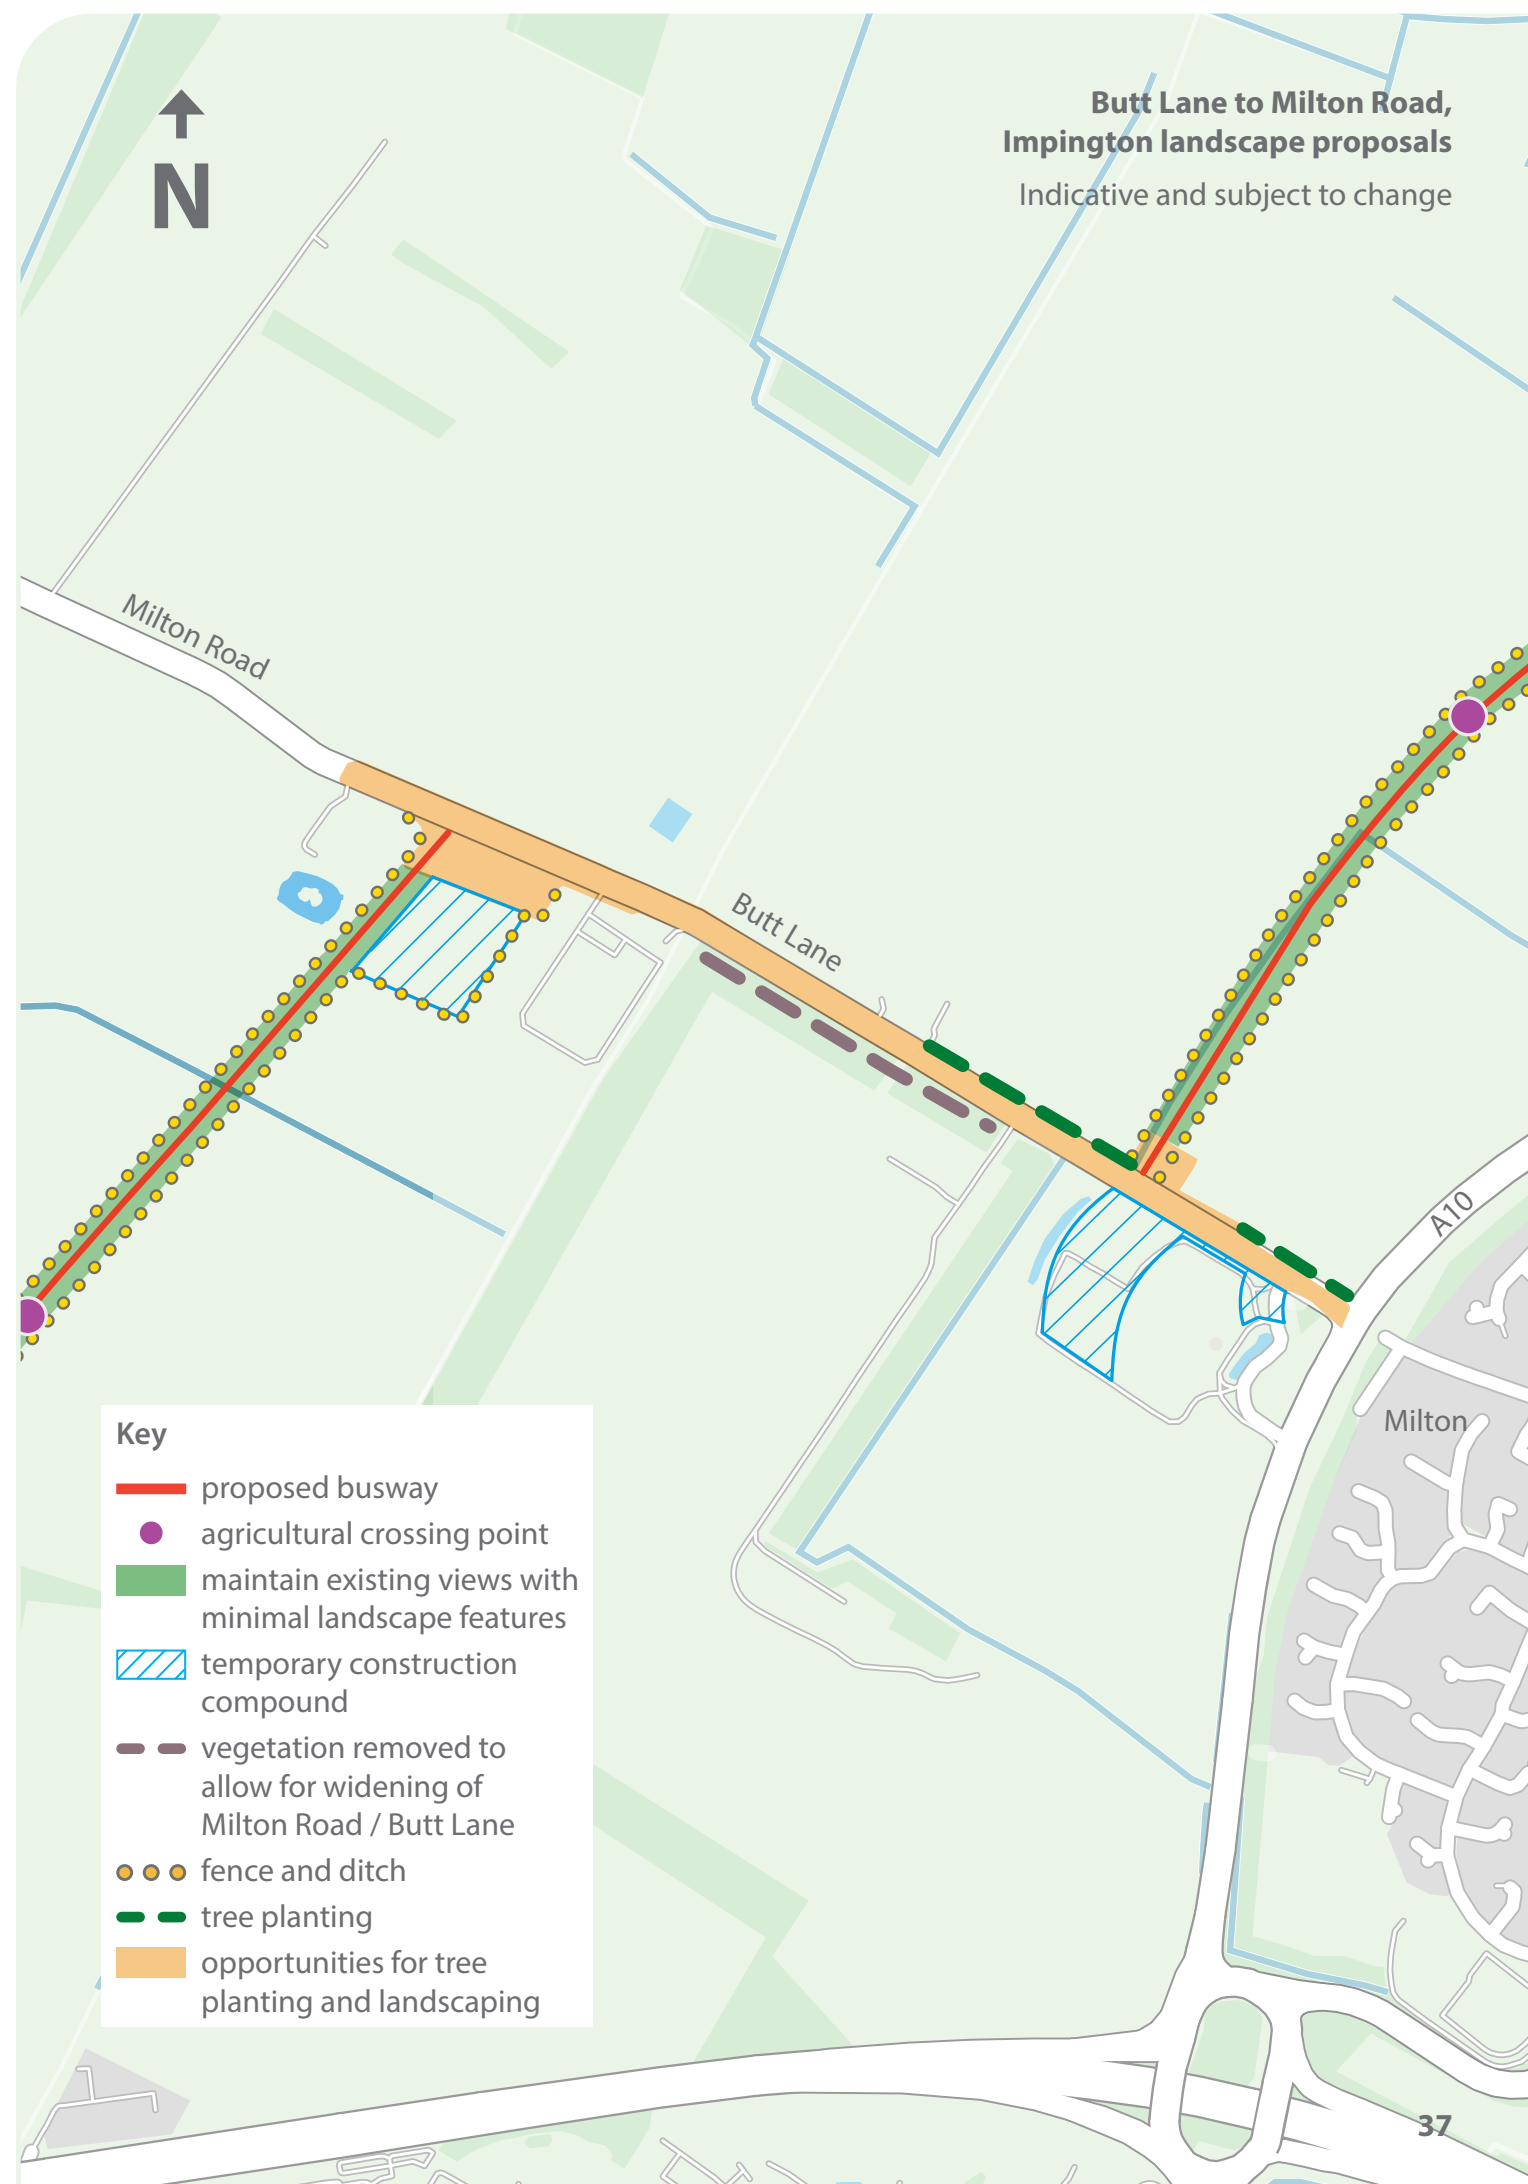 Butt Lane to Milton Road,
Impington landscape proposals
Indicative and subject to change
N
Milton Road
Butt Lane
A10
Milton
Key
proposed busway
agricultural crossing point
maintain existing views with
minimal landscape features
temporary construction
compound
vegetation removed to
allow for widening of
Milton Road / Butt Lane
fence and ditch
tree planting
opportunities for tree
planting and landscaping
37